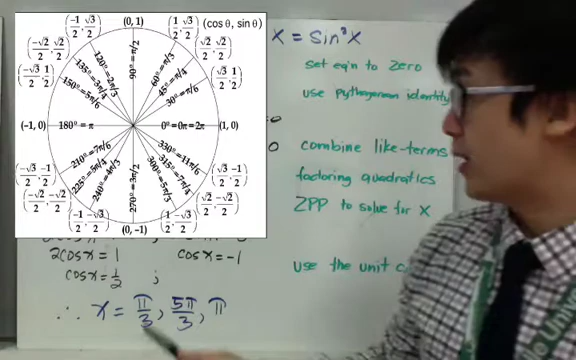 (0, 1)
(cos θ, sin θ)
(-1/2, √3/2)
(1/2, √3/2)
(-√2/2, √2/2)
(√2/2, √2/2)
(-√3/2, 1/2)
(√3/2, 1/2)
120° = 2π/3
90° = π/2
60° = π/3
135° = 3π/4
45° = π/4
150° = 5π/6
30° = π/6
(-1, 0)
180° = π
0° = 0π = 2π
(1, 0)
210° = 7π/6
330° = 11π/6
225° = 5π/4
315° = 7π/4
240° = 4π/3
270° = 3π/2
300° = 5π/3
(-√3/2, -1/2)
(√3/2, -1/2)
(-√2/2, -√2/2)
(√2/2, -√2/2)
(-1/2, -√3/2)
(1/2, -√3/2)
(0, -1)
X = Sin²X
set eq'n to zero
use pythagorean identity
combine like-terms
factoring quadratics
ZPP to solve for X
use the unit
2cosx = 1
cosx = -1
cosx = 1/2 ;
∴ x = π/3, 5π/3, π